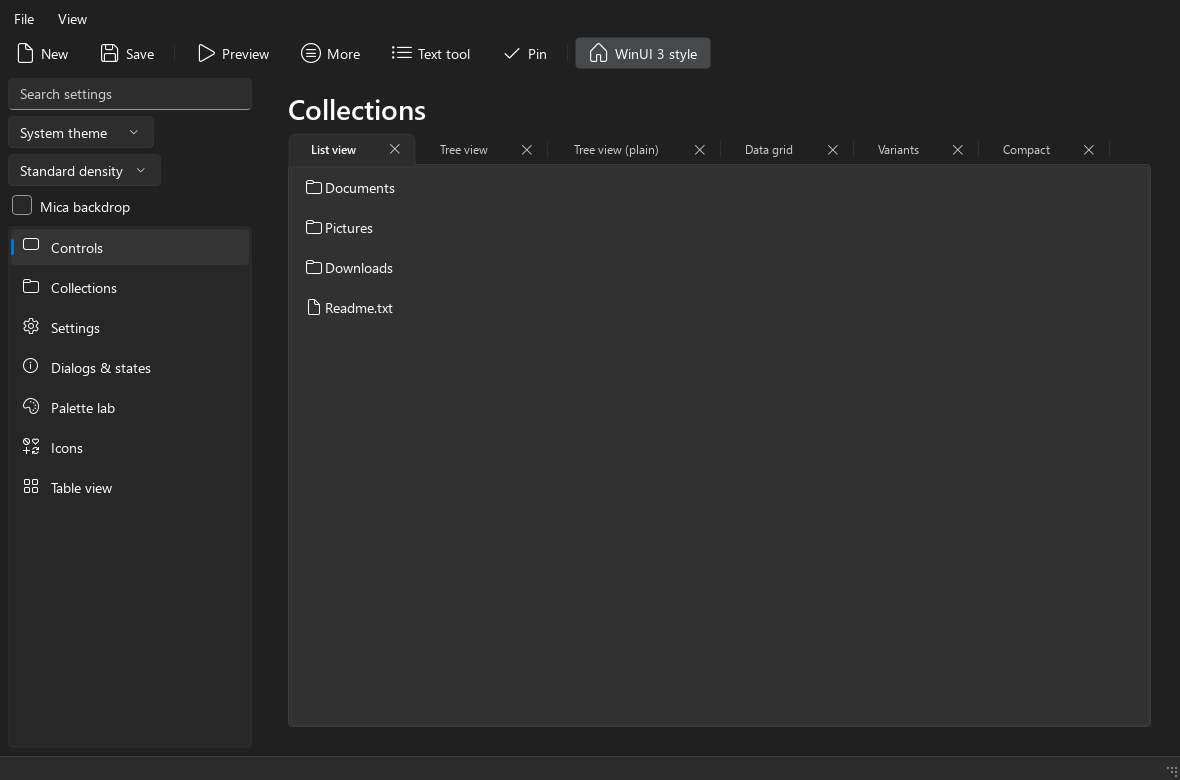 File View
New Save Preview More Text tool Pin WinUI 3 style
Search settings
System theme
Standard density
Mica backdrop
Controls
Collections
Settings
Dialogs & states
Palette lab
Icons
Table view
Collections
List view Tree view Tree view (plain) Data grid Variants Compact
Documents
Pictures
Downloads
Readme.txt